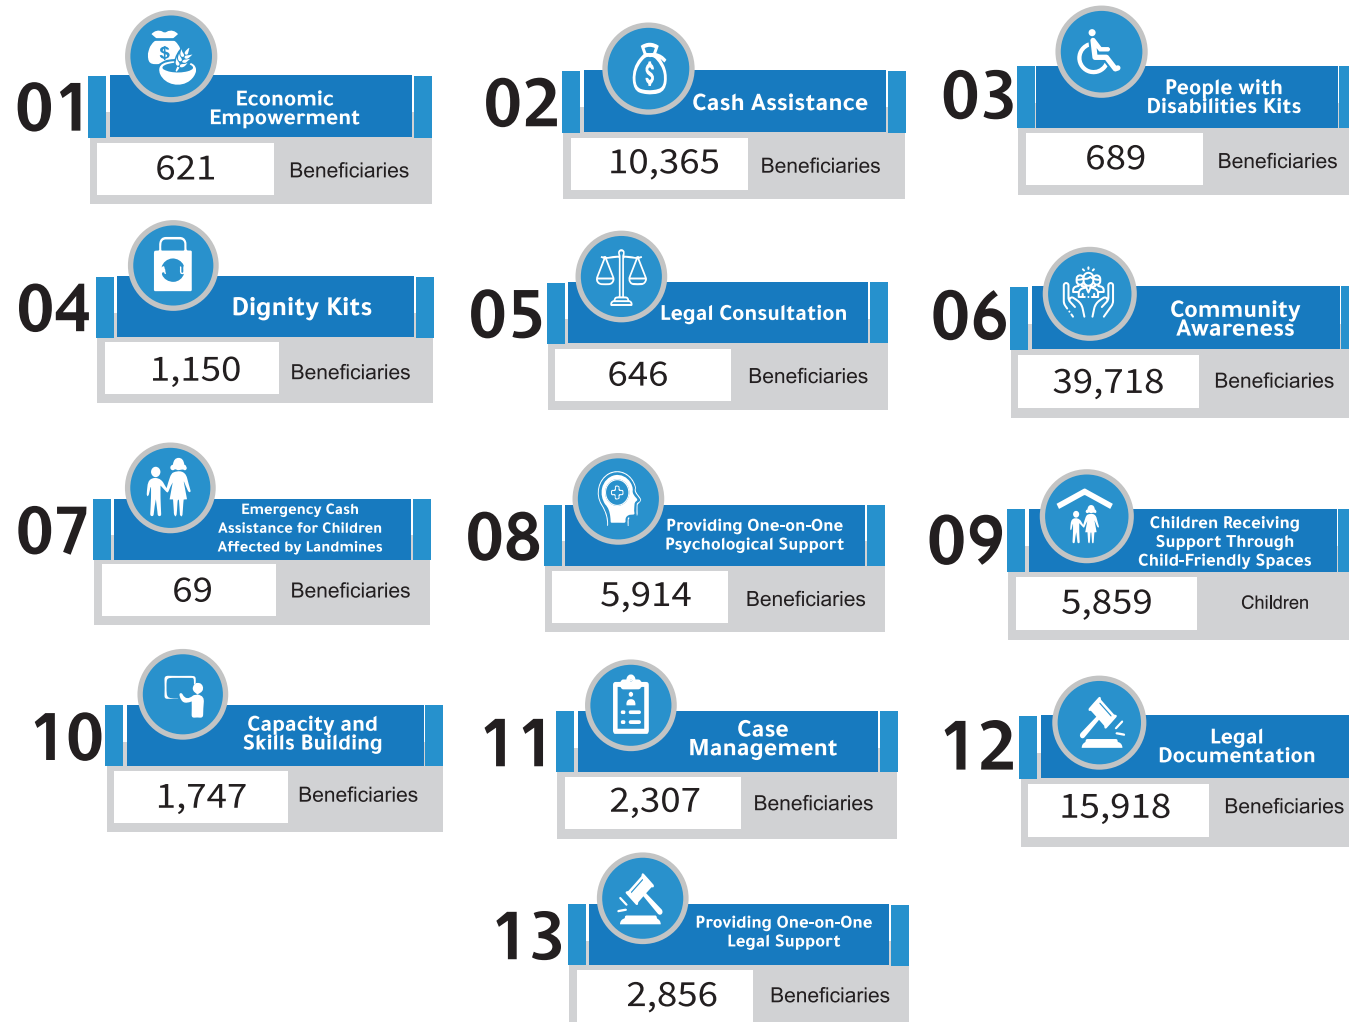 01
Economic
Empowerment
621
Beneficiaries
02
Cash Assistance
10,365
Beneficiaries
03
People with
Disabilities Kits
689
Beneficiaries
04
Dignity Kits
1,150
Beneficiaries
05
Legal Consultation
646
Beneficiaries
06
Community
Awareness
39,718
Beneficiaries
07
Emergency Cash
Assistance for Children
Affected by Landmines
69
Beneficiaries
08
Providing One-on-One
Psychological Support
5,914
Beneficiaries
09
Children Receiving
Support Through
Child-Friendly Spaces
5,859
Children
10
Capacity and
Skills Building
1,747
Beneficiaries
11
Case
Management
2,307
Beneficiaries
12
Legal
Documentation
15,918
Beneficiaries
13
Providing One-on-One
Legal Support
2,856
Beneficiaries